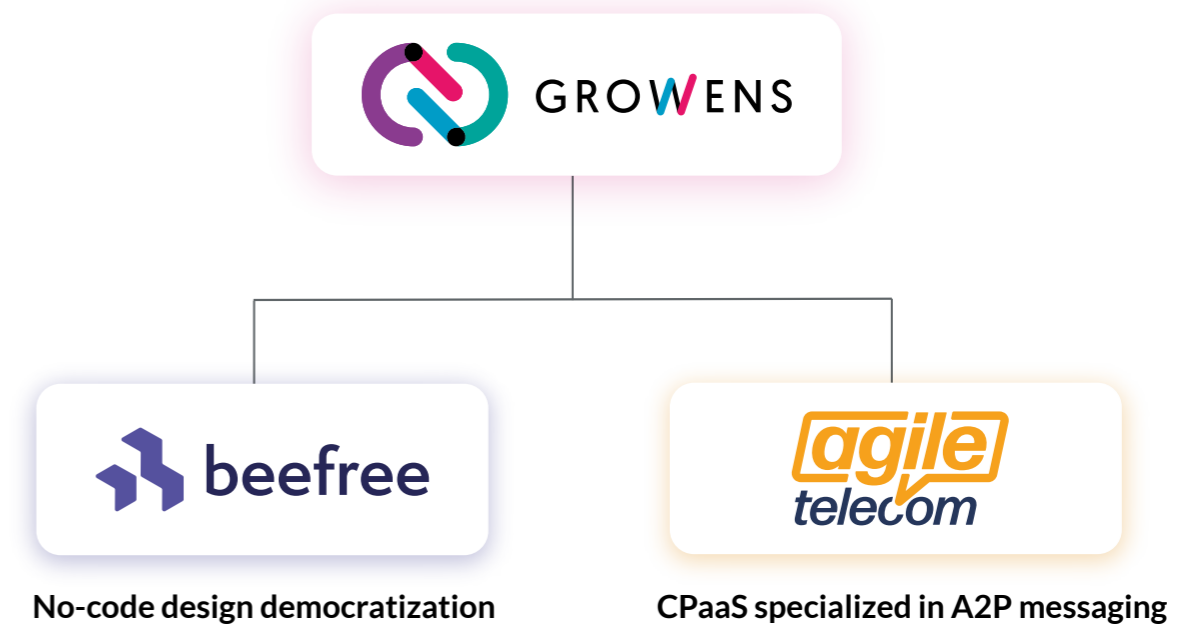 GROWENS
beefree
agile
telecom
No-code design democratization
CPaaS specialized in A2P messaging